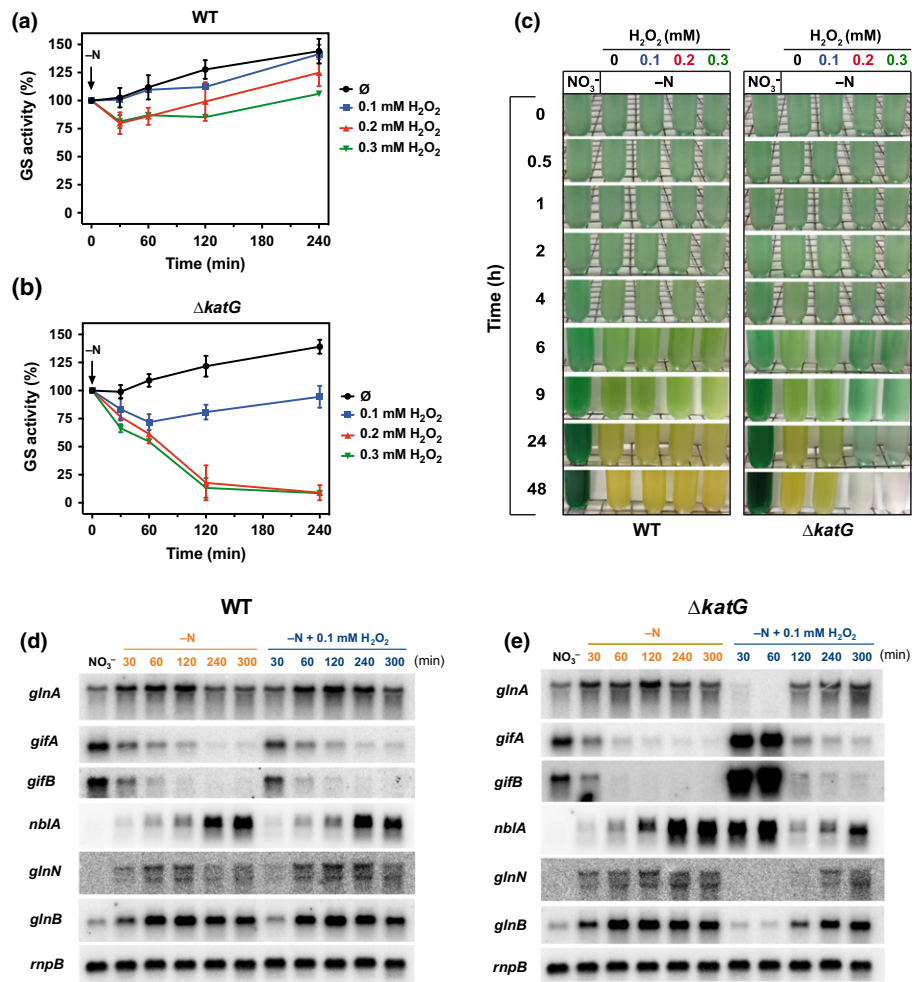 (a)
WT
GS activity (%)
150
125
100
75
50
25
0
–N
0 60 120 180 240
Time (min)
Ø
0.1 mM H₂O₂
0.2 mM H₂O₂
0.3 mM H₂O₂
(b)
ΔkatG
GS activity (%)
150
125
100
75
50
25
0
–N
0 60 120 180 240
Time (min)
Ø
0.1 mM H₂O₂
0.2 mM H₂O₂
0.3 mM H₂O₂
(c)
H₂O₂ (mM) H₂O₂ (mM)
0 0.1 0.2 0.3 0 0.1 0.2 0.3
NO₃⁻ –N NO₃⁻ –N
Time (h)
0
0.5
1
2
4
6
9
24
48
WT ΔkatG
(d)
WT
–N –N + 0.1 mM H₂O₂
NO₃⁻ 30 60 120 240 300 30 60 120 240 300 (min)
glnA
gifA
gifB
nblA
glnN
glnB
rnpB
(e)
ΔkatG
–N –N + 0.1 mM H₂O₂
NO₃⁻ 30 60 120 240 300 30 60 120 240 300 (min)
glnA
gifA
gifB
nblA
glnN
glnB
rnpB